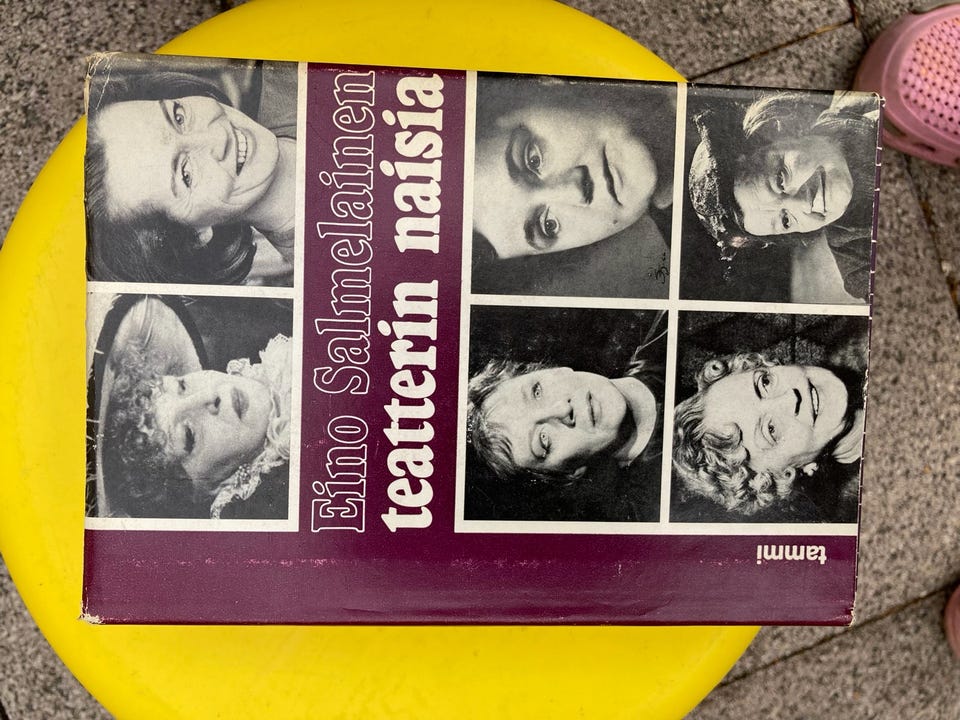 Eino Salmelainen
teatterin naisia
tammi